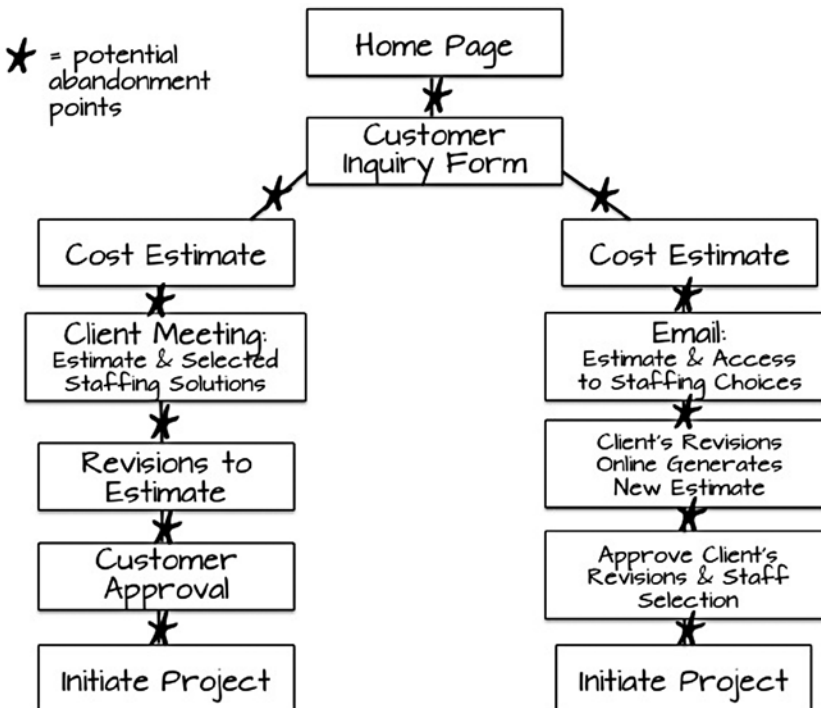 = potential
abandonment
points
Home Page
Customer
Inquiry Form
Cost Estimate
Client Meeting:
Estimate & Selected
Staffing Solutions
Revisions to
Estimate
Customer
Approval
Initiate Project
Cost Estimate
Email:
Estimate & Access
to Staffing Choices
Client's Revisions
Online Generates
New Estimate
Approve Client's
Revisions & Staff
Selection
Initiate Project